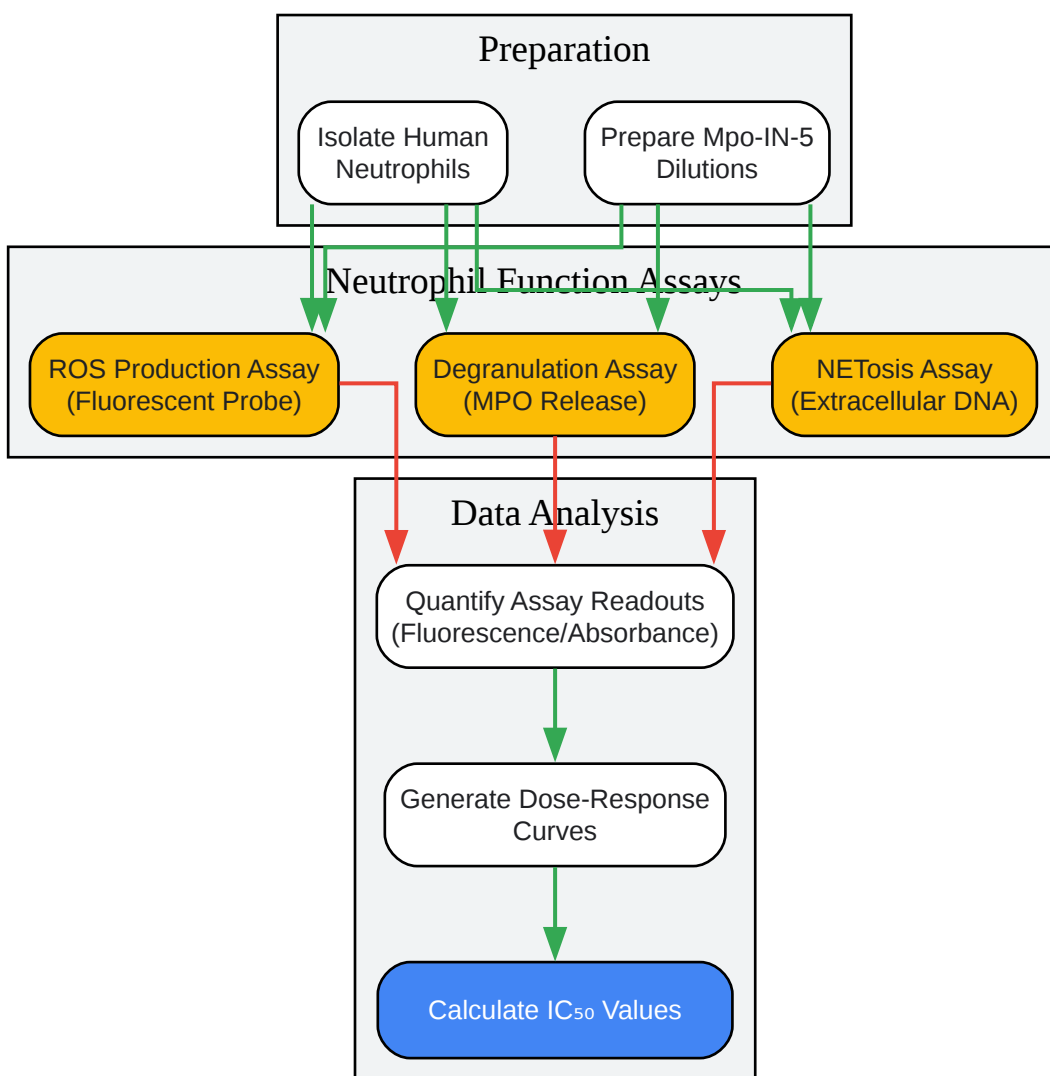 Preparation
Isolate Human
Neutrophils
Prepare Mpo-IN-5
Dilutions
Neutrophil Function Assays
ROS Production Assay
(Fluorescent Probe)
Degranulation Assay
(MPO Release)
NETosis Assay
(Extracellular DNA)
Data Analysis
Quantify Assay Readouts
(Fluorescence/Absorbance)
Generate Dose-Response
Curves
Calculate IC₅₀ Values